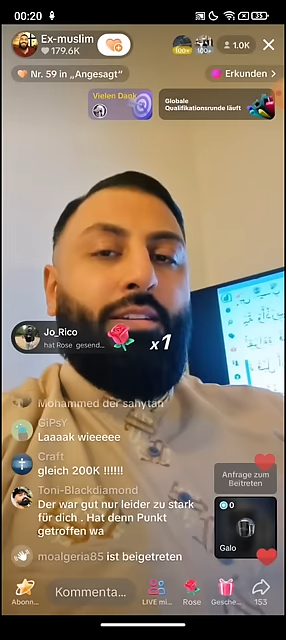 00:20
35
Ex-muslim
179.6K
100+
100+
1.0K
Nr. 59 in „Angesagt“
Erkunden >
Vielen Dank
Globale
Qualifikationsrunde läuft
Jo_Rico
hat Rose gesend...
x1
Mohammed der sahytan
GiPsY
Laaaak wieeeee
Craft
gleich 200K !!!!!!
Toni-Blackdiamond
Der war gut nur leider zu stark
für dich . Hat denn Punkt
getroffen wa
moalgeria85 ist beigetreten
Anfrage zum
Beitreten
0
Galo
Kommenta...
Abonn...
LIVE mi...
Rose
Gesche...
153